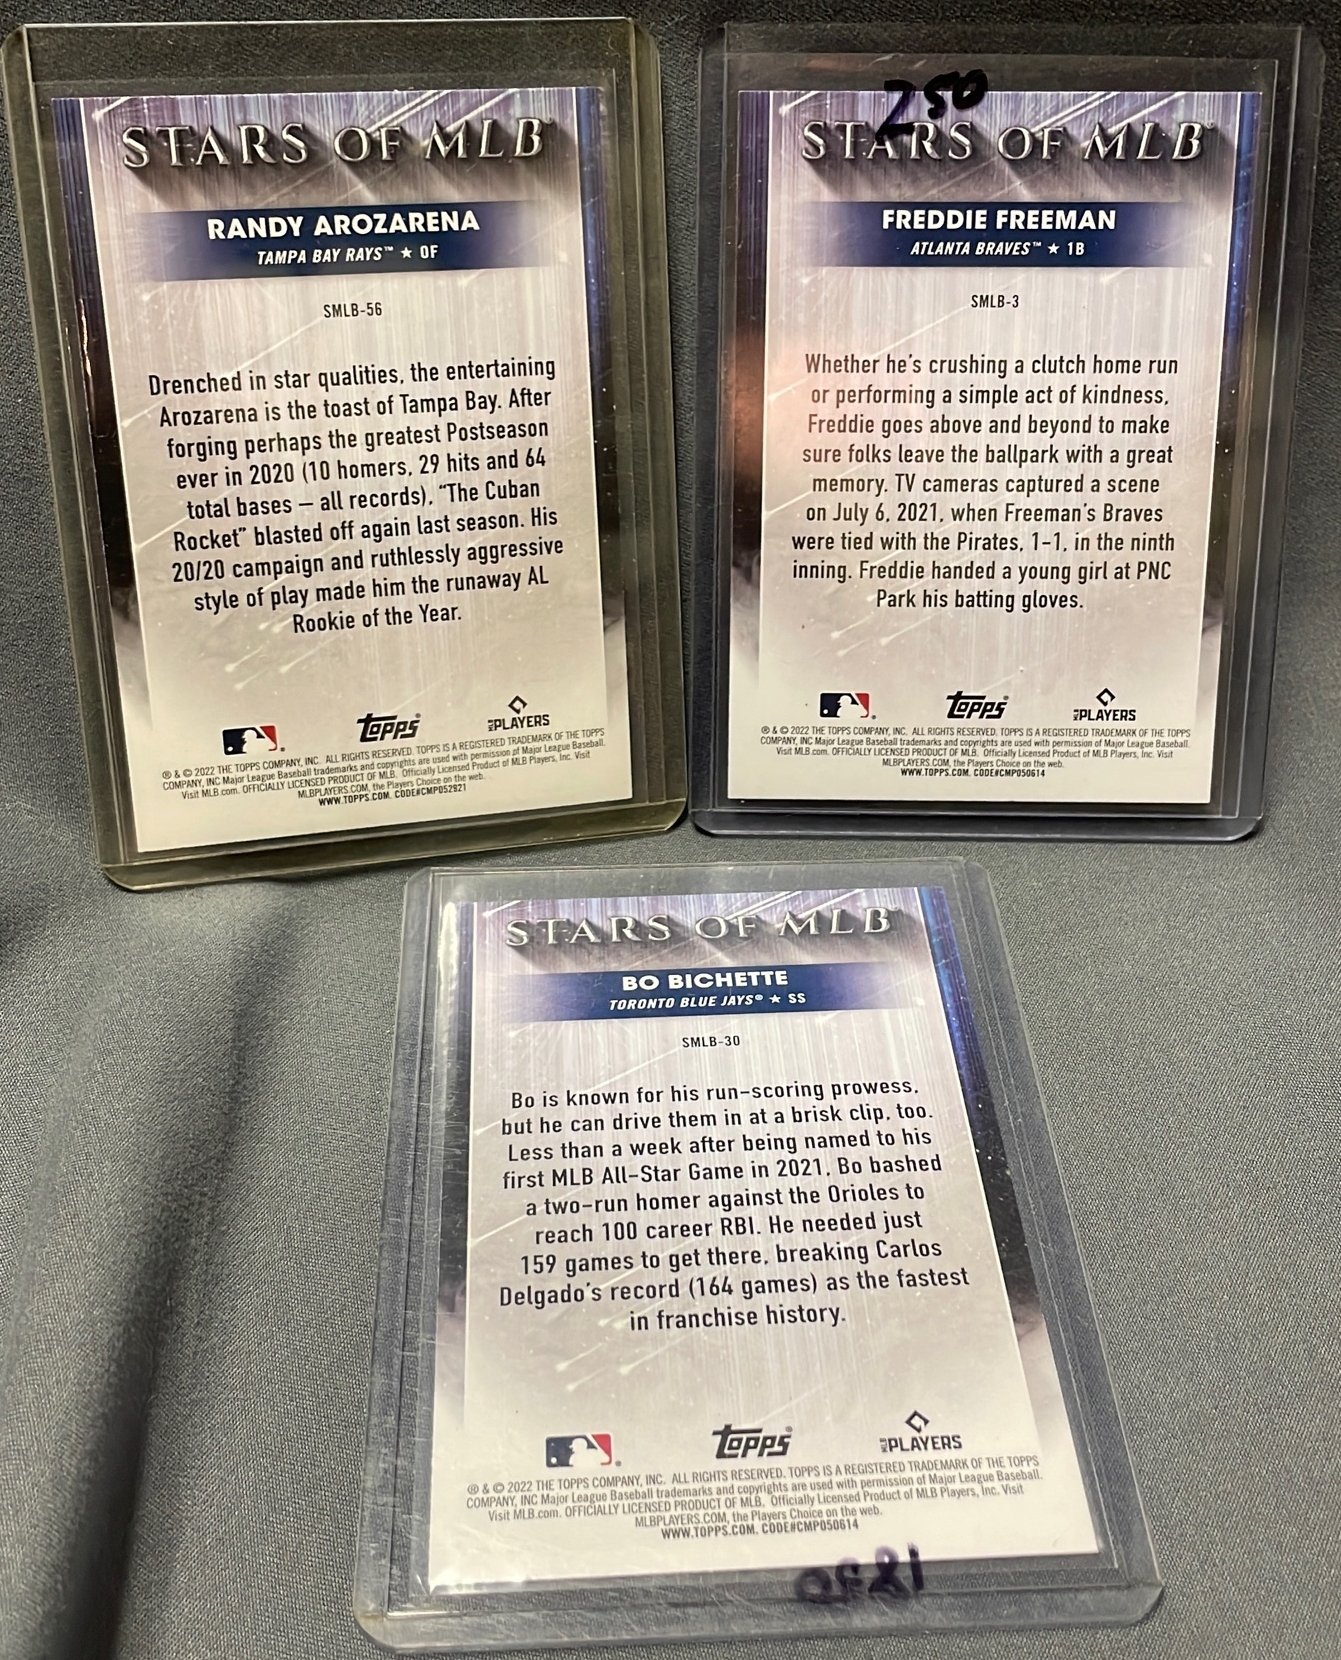 STARS OF MLB
RANDY AROZARENA
TAMPA BAY RAYS™ ★ OF
SMLB-56
Drenched in star qualities, the entertaining
Arozarena is the toast of Tampa Bay. After
forging perhaps the greatest Postseason
ever in 2020 (10 homers, 29 hits and 64
total bases — all records), "The Cuban
Rocket" blasted off again last season. His
20/20 campaign and ruthlessly aggressive
style of play made him the runaway AL
Rookie of the Year.
topps
MLB PLAYERS
® & © 2022 THE TOPPS COMPANY, INC. ALL RIGHTS RESERVED. TOPPS IS A REGISTERED TRADEMARK OF THE TOPPS
COMPANY, INC Major League Baseball trademarks and copyrights are used with permission of Major League Baseball.
Visit MLB.com. OFFICIALLY LICENSED PRODUCT OF MLB. Officially Licensed Product of MLB Players, Inc. Visit
MLBPLAYERS.COM, the Players Choice on the web.
WWW.TOPPS.COM. CODE#CMP052921
250
STARS OF MLB
FREDDIE FREEMAN
ATLANTA BRAVES™ ★ 1B
SMLB-3
Whether he's crushing a clutch home run
or performing a simple act of kindness,
Freddie goes above and beyond to make
sure folks leave the ballpark with a great
memory. TV cameras captured a scene
on July 6, 2021, when Freeman's Braves
were tied with the Pirates, 1-1, in the ninth
inning. Freddie handed a young girl at PNC
Park his batting gloves.
topps
MLB PLAYERS
® & © 2022 THE TOPPS COMPANY, INC. ALL RIGHTS RESERVED. TOPPS IS A REGISTERED TRADEMARK OF THE TOPPS
COMPANY, INC Major League Baseball trademarks and copyrights are used with permission of Major League Baseball.
Visit MLB.com. OFFICIALLY LICENSED PRODUCT OF MLB. Officially Licensed Product of MLB Players, Inc. Visit
MLBPLAYERS.COM, the Players Choice on the web.
WWW.TOPPS.COM. CODE#CMP050614
STARS OF MLB
BO BICHETTE
TORONTO BLUE JAYS® ★ SS
SMLB-30
Bo is known for his run-scoring prowess,
but he can drive them in at a brisk clip, too.
Less than a week after being named to his
first MLB All-Star Game in 2021, Bo bashed
a two-run homer against the Orioles to
reach 100 career RBI. He needed just
159 games to get there, breaking Carlos
Delgado's record (164 games) as the fastest
in franchise history.
topps
MLB PLAYERS
® & © 2022 THE TOPPS COMPANY, INC. ALL RIGHTS RESERVED. TOPPS IS A REGISTERED TRADEMARK OF THE TOPPS
COMPANY, INC Major League Baseball trademarks and copyrights are used with permission of Major League Baseball.
Visit MLB.com. OFFICIALLY LICENSED PRODUCT OF MLB. Officially Licensed Product of MLB Players, Inc. Visit
MLBPLAYERS.COM, the Players Choice on the web.
WWW.TOPPS.COM. CODE#CMP050614